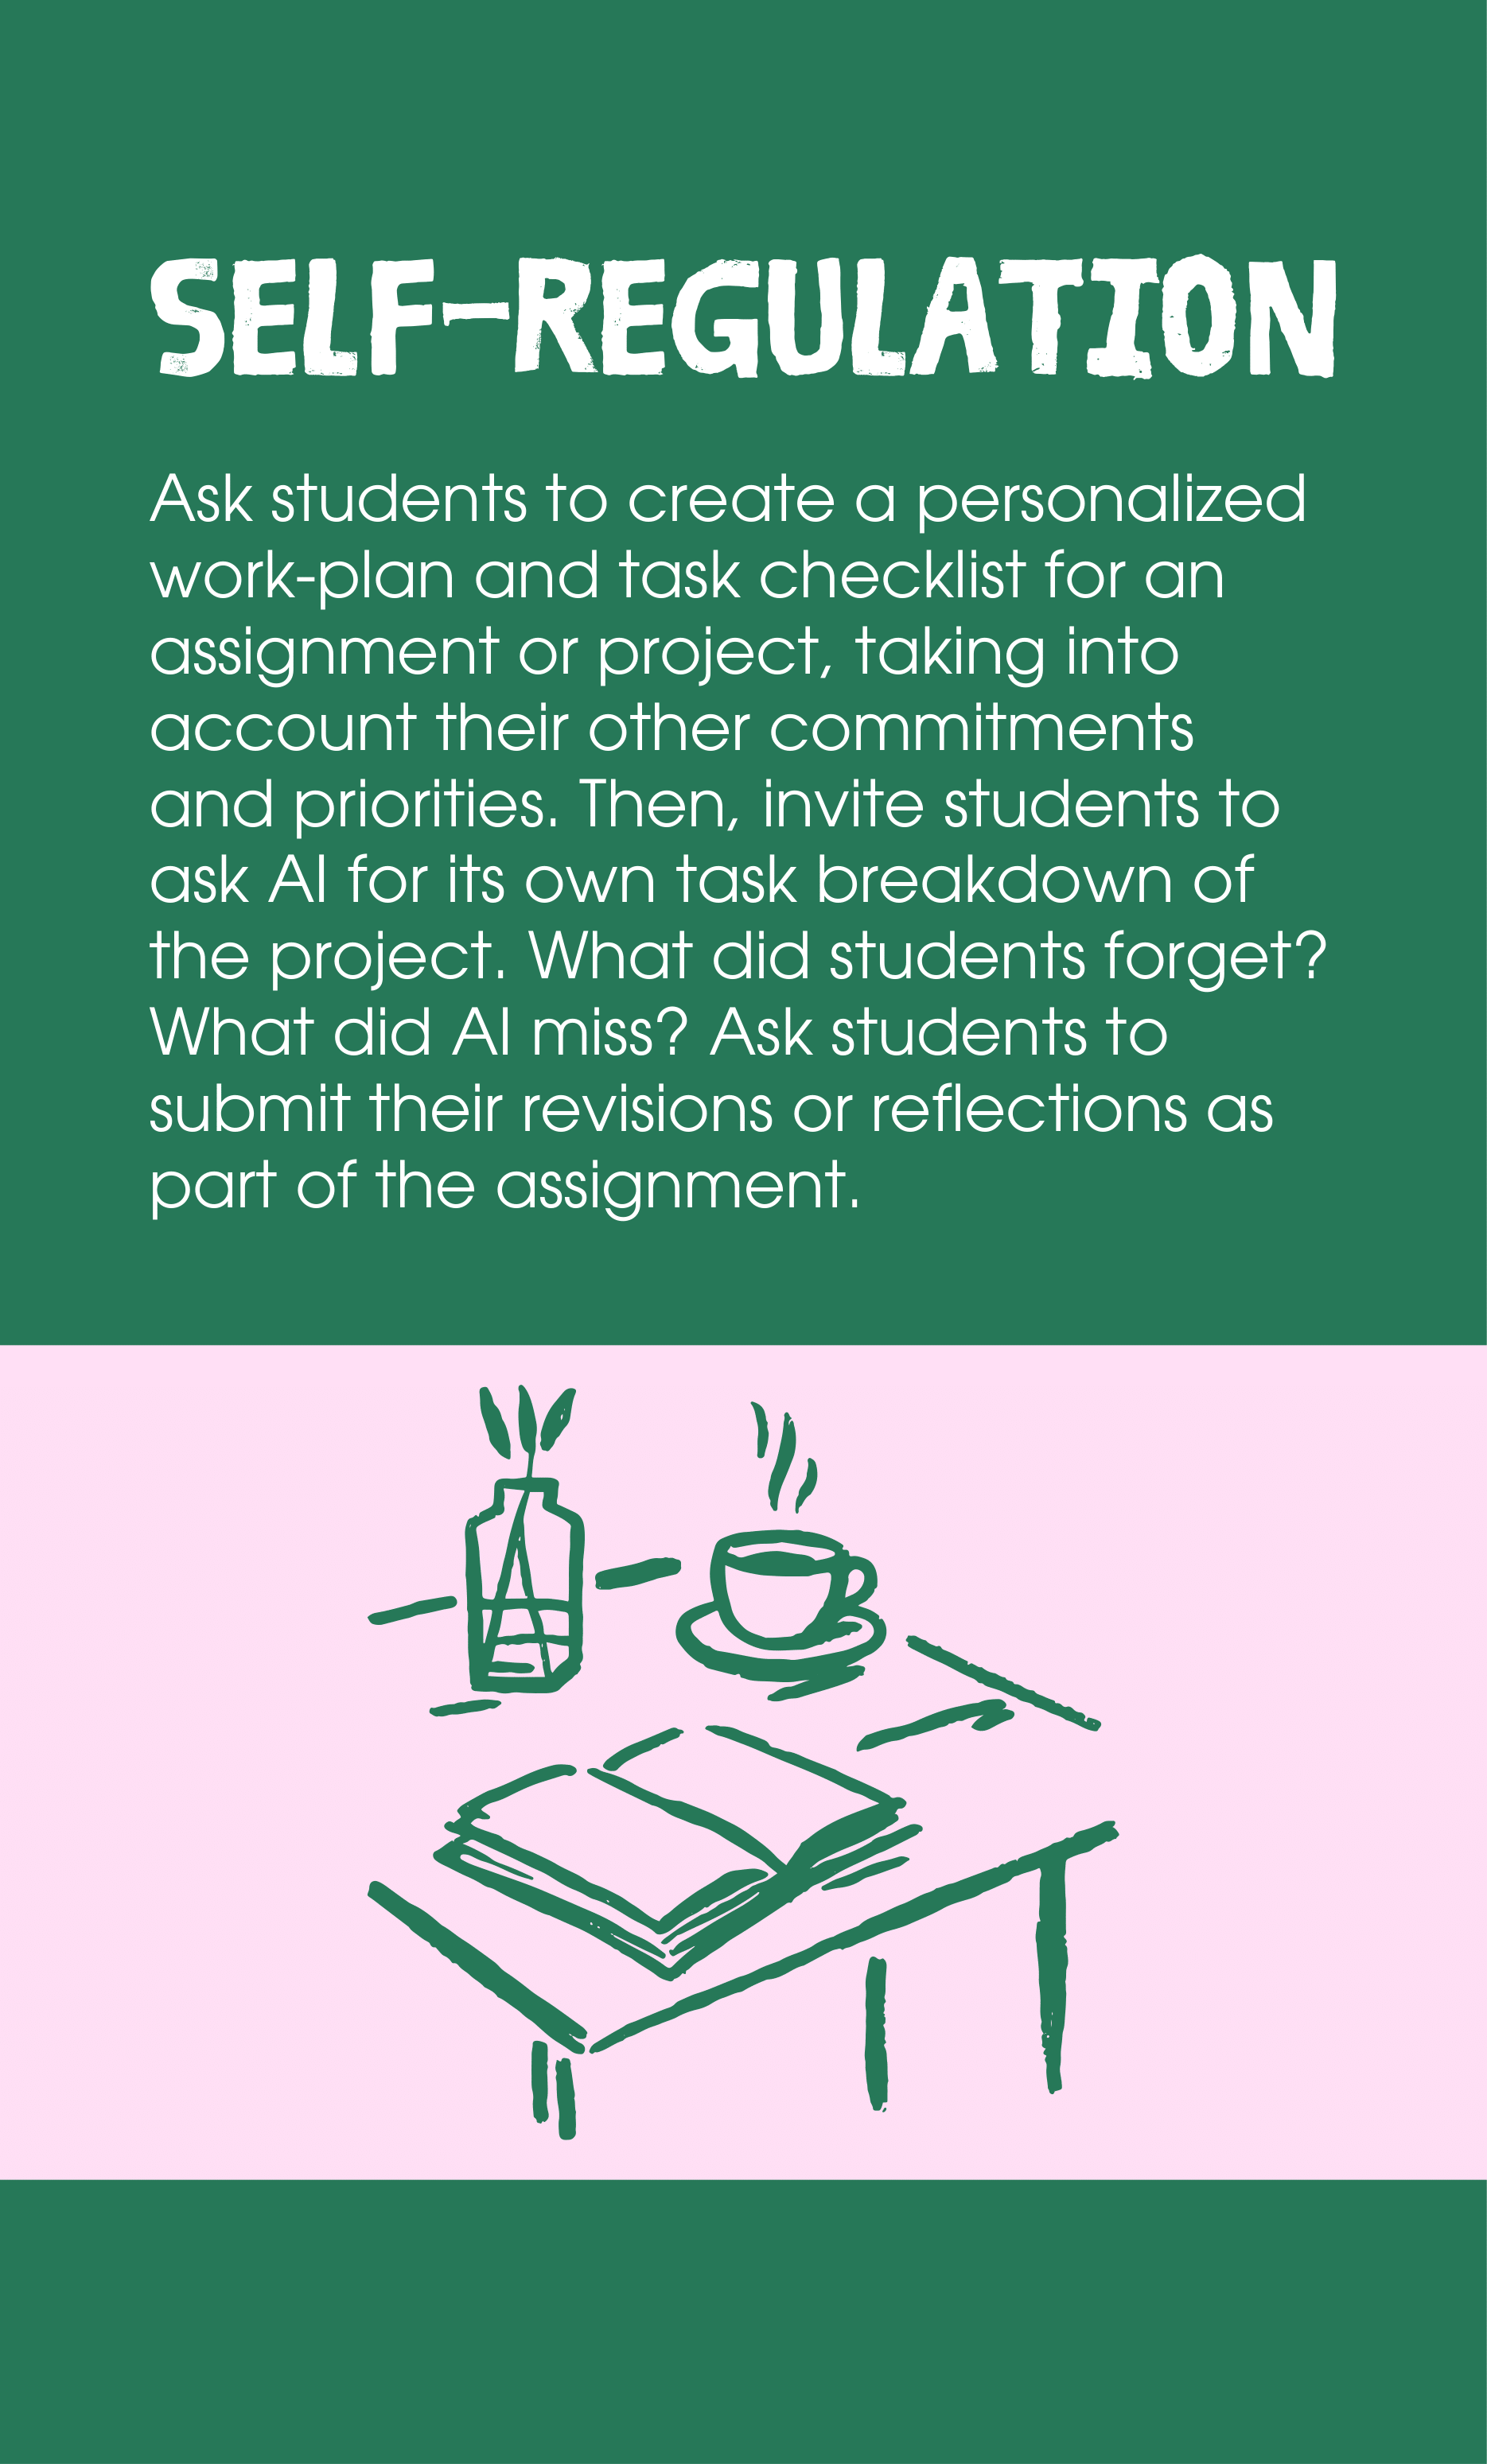 SELF-REGULATION
Ask students to create a personalized
work-plan and task checklist for an
assignment or project, taking into
account their other commitments
and priorities. Then, invite students to
ask AI for its own task breakdown of
the project. What did students forget?
What did AI miss? Ask students to
submit their revisions or reflections as
part of the assignment.